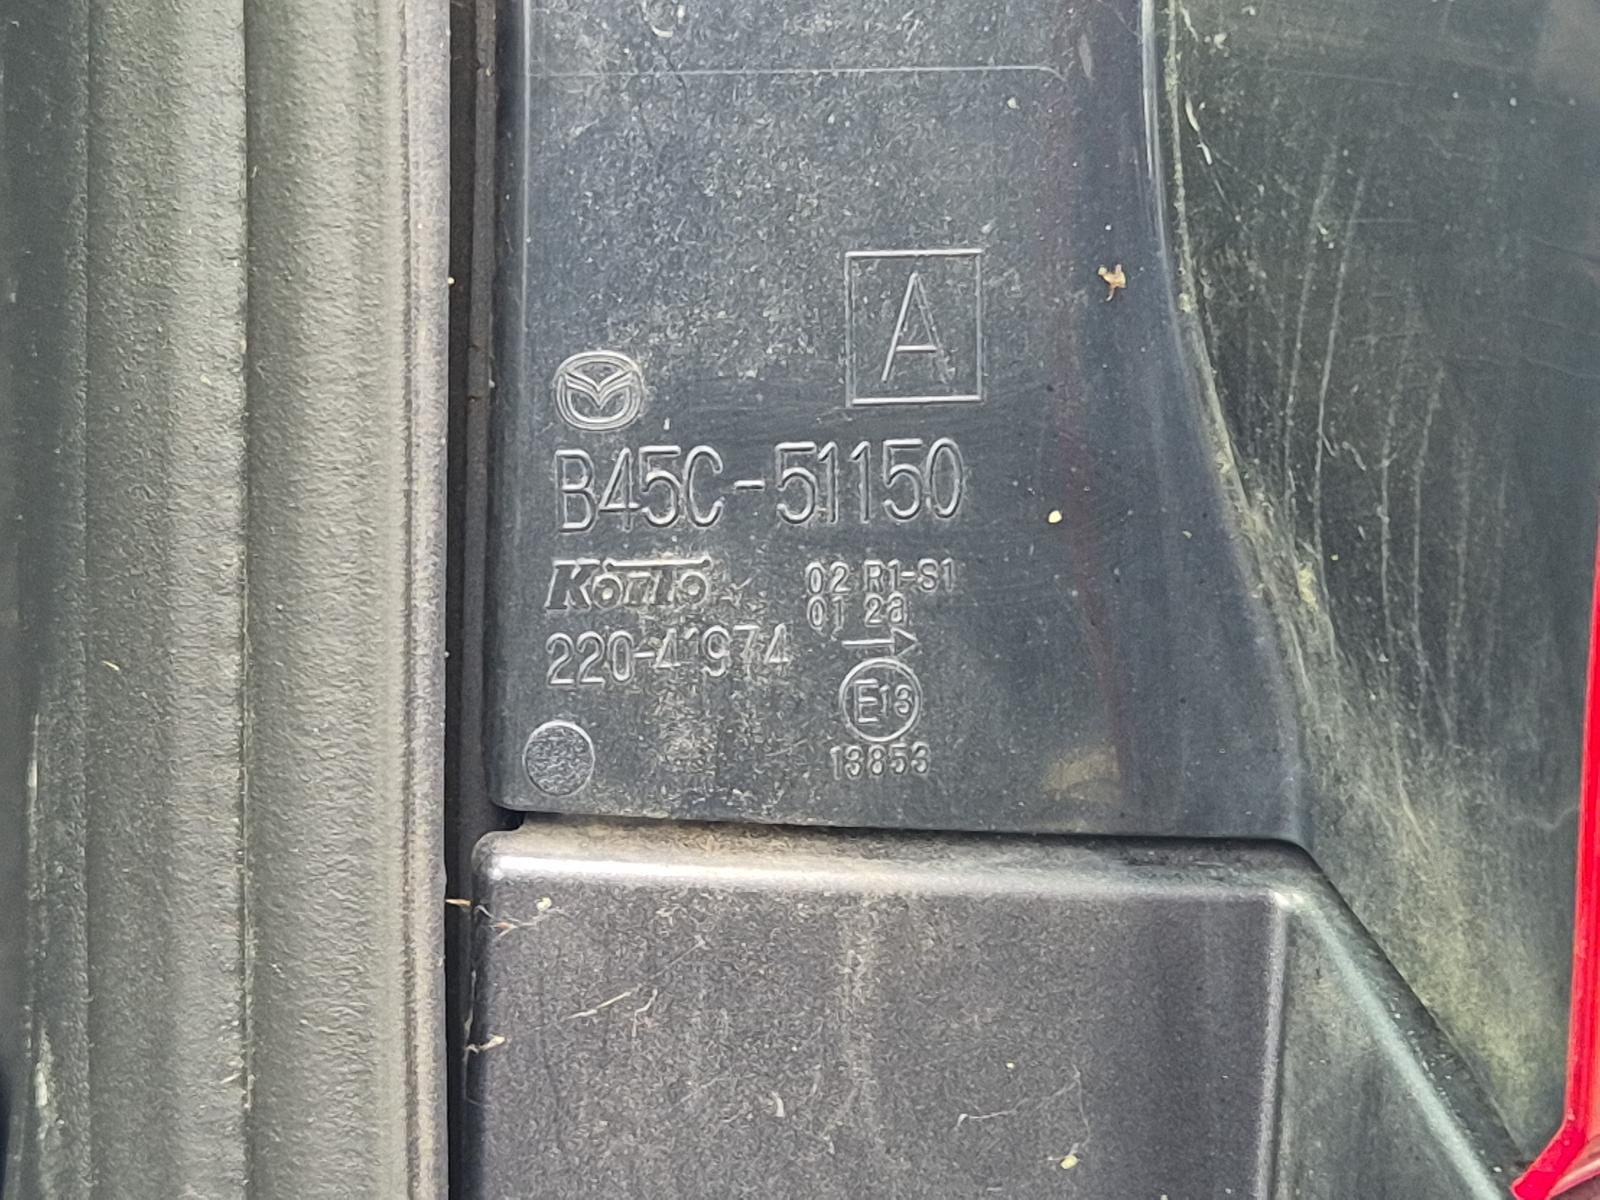 A
B45C-51150
Koito
02 R1-S1
01 2a
220-41974
E13
13853